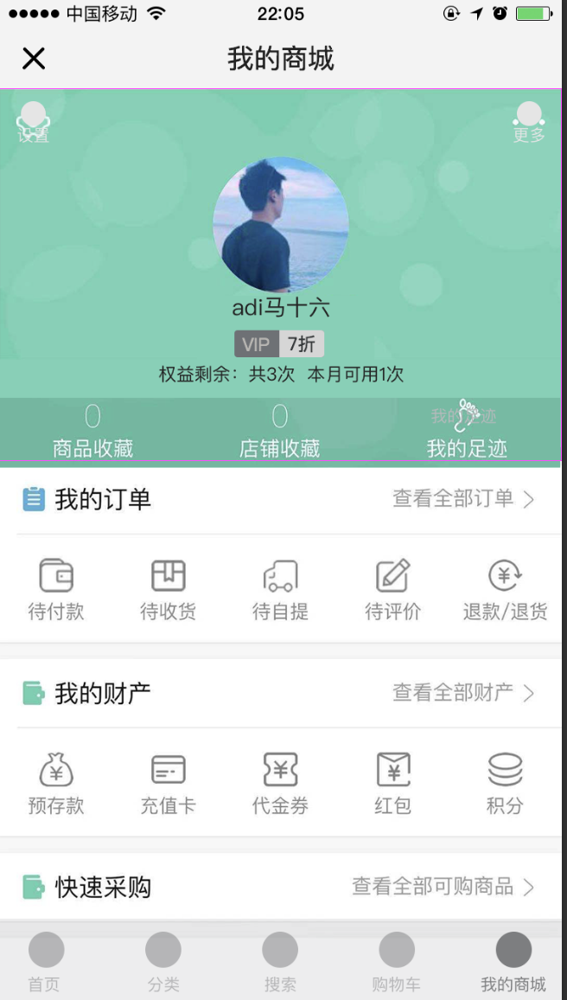 中国移动 22:05
我的商城
设置 更多
adi马十六
VIP 7折
权益剩余：共3次 本月可用1次
0 0 我的足迹
商品收藏 店铺收藏 我的足迹
我的订单 查看全部订单
待付款 待收货 待自提 待评价 退款/退货
我的财产 查看全部财产
预存款 充值卡 代金券 红包 积分
快速采购 查看全部可购商品
首页 分类 搜索 购物车 我的商城